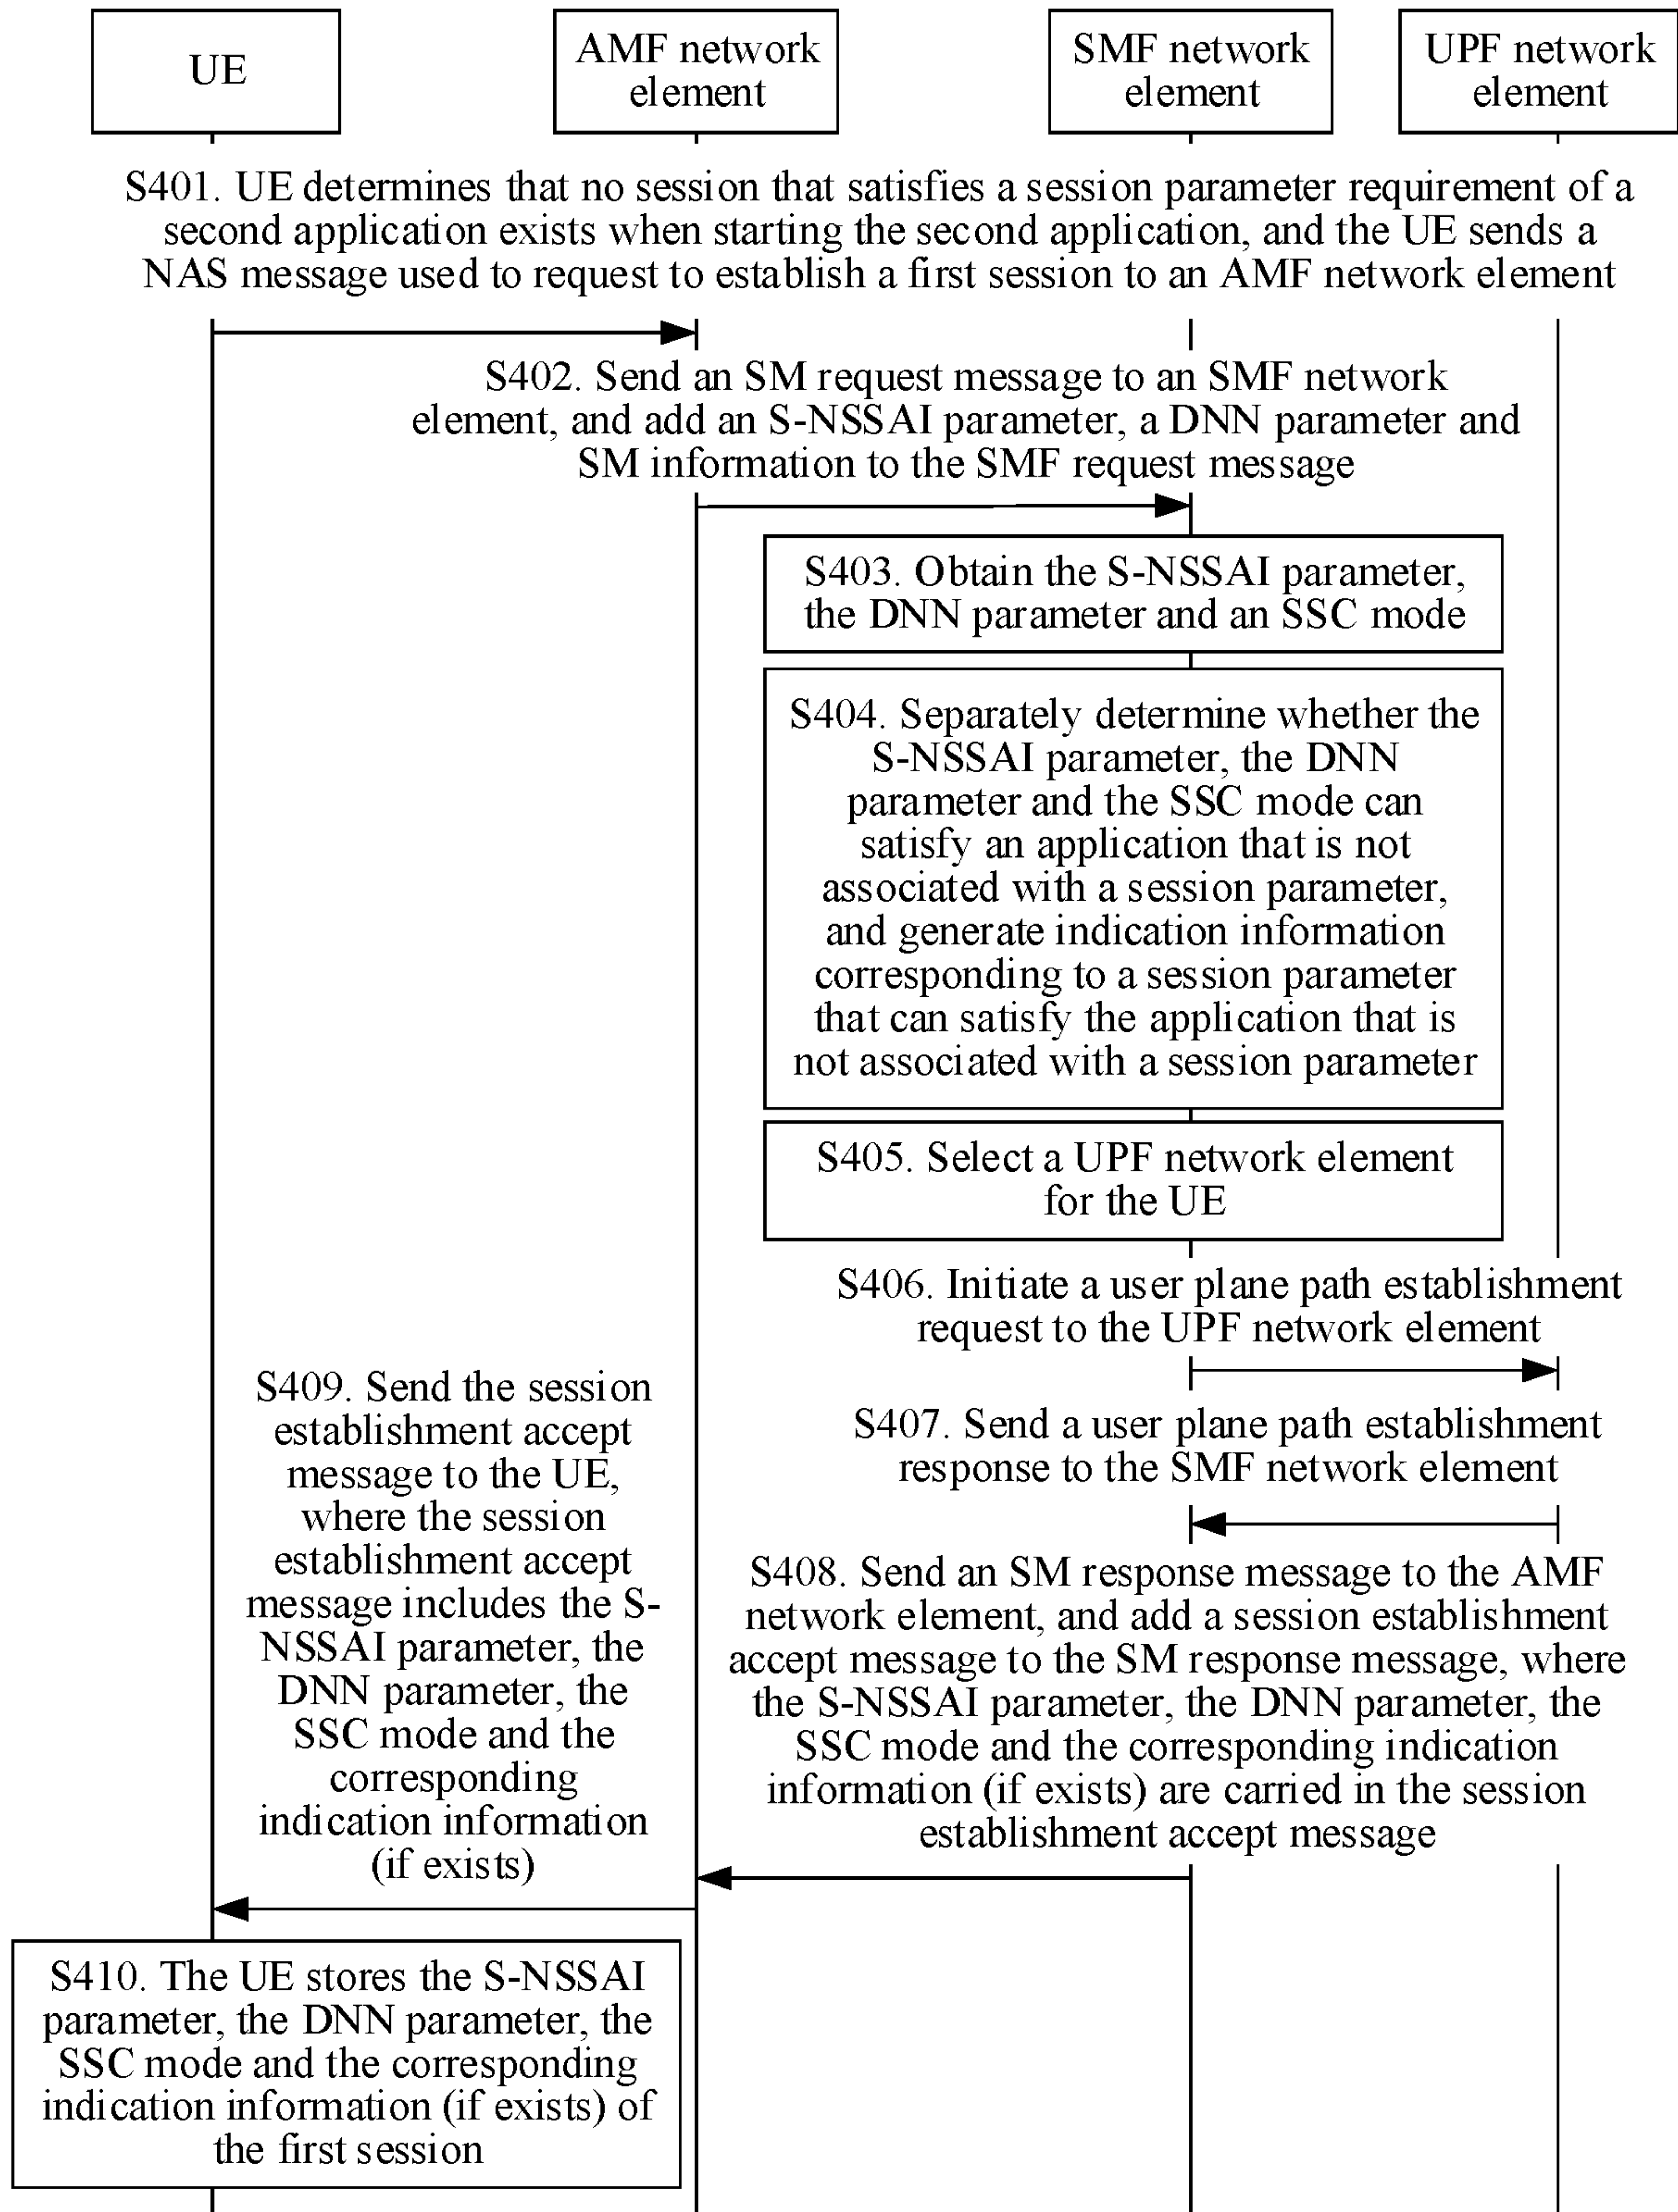 UE
AMF network
element
SMF network
element
UPF network
element
S401. UE determines that no session that satisfies a session parameter requirement of a
second application exists when starting the second application, and the UE sends a
NAS message used to request to establish a first session to an AMF network element
S402. Send an SM request message to an SMF network
element, and add an S-NSSAI parameter, a DNN parameter and
SM information to the SMF request message
S403. Obtain the S-NSSAI parameter,
the DNN parameter and an SSC mode
S404. Separately determine whether the
S-NSSAI parameter, the DNN
parameter and the SSC mode can
satisfy an application that is not
associated with a session parameter,
and generate indication information
corresponding to a session parameter
that can satisfy the application that is
not associated with a session parameter
S405. Select a UPF network element
for the UE
S406. Initiate a user plane path establishment
request to the UPF network element
S407. Send a user plane path establishment
response to the SMF network element
S408. Send an SM response message to the AMF
network element, and add a session establishment
accept message to the SM response message, where
the S-NSSAI parameter, the DNN parameter, the
SSC mode and the corresponding indication
information (if exists) are carried in the session
establishment accept message
S409. Send the session
establishment accept
message to the UE,
where the session
establishment accept
message includes the S-
NSSAI parameter, the
DNN parameter, the
SSC mode and the
corresponding
indication information
(if exists)
S410. The UE stores the S-NSSAI
parameter, the DNN parameter, the
SSC mode and the corresponding
indication information (if exists) of
the first session